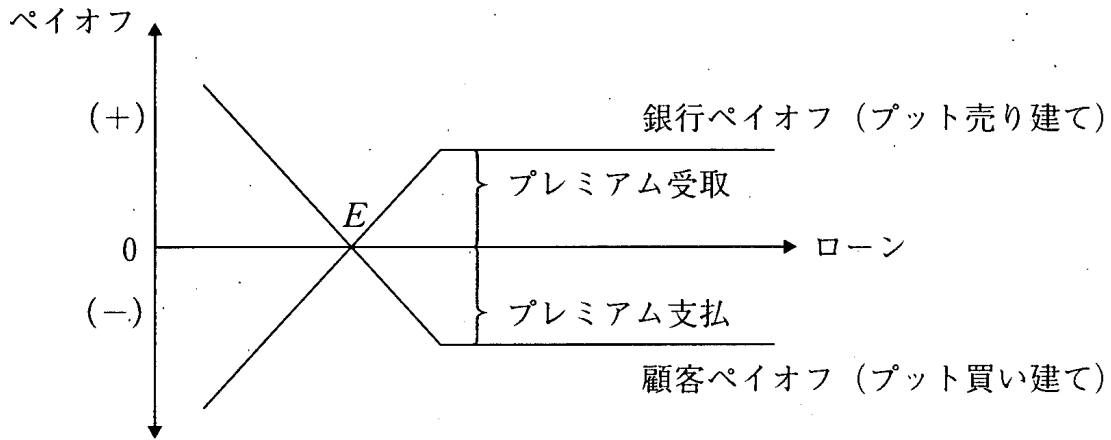 ペイオフ
(+)
銀行ペイオフ (プット売り建て)
プレミアム受取
E
0
ローン
(-)
プレミアム支払
顧客ペイオフ (プット買い建て)